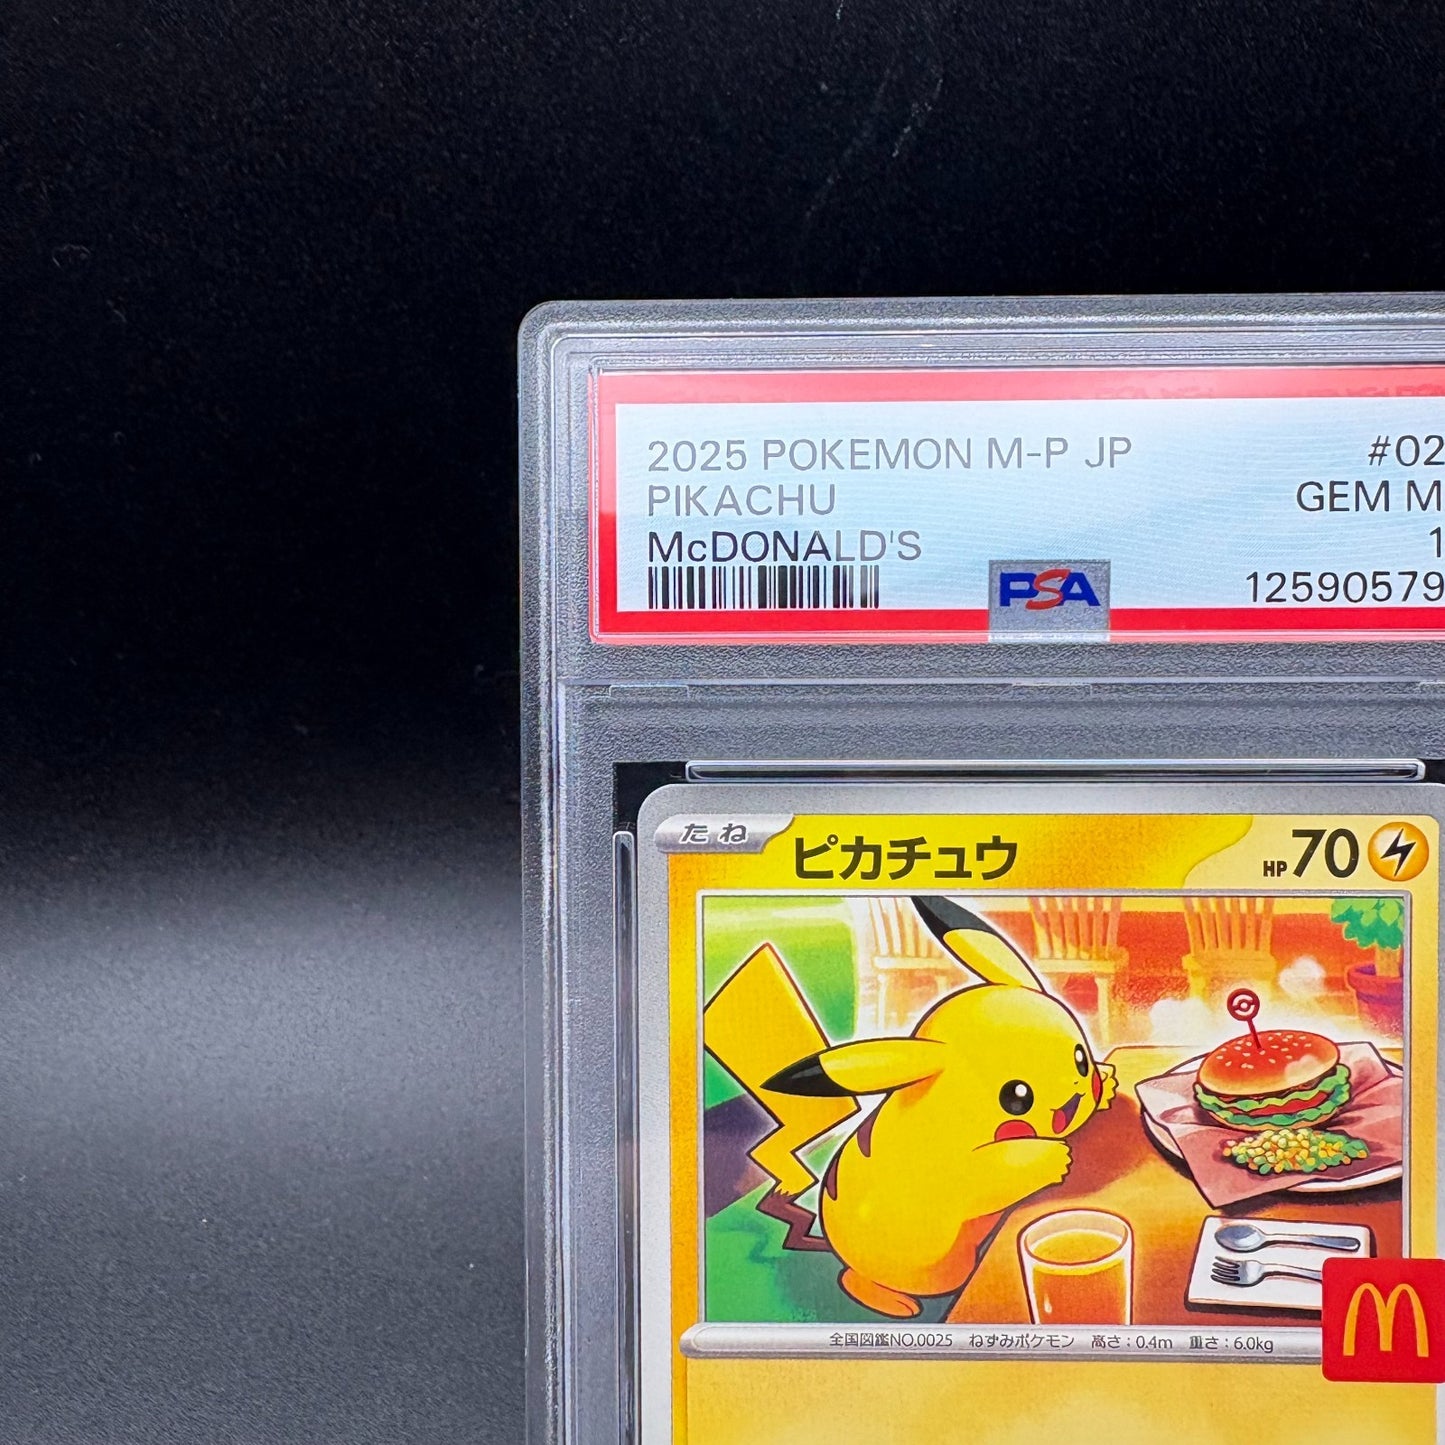 2025 POKEMON M-P JP #02
PIKACHU GEM M
McDONALD'S 1
PSA 12590579
たね ピカチュウ HP 70
全国図鑑NO.0025 ねずみポケモン 高さ:0.4m 重さ:6.0kg